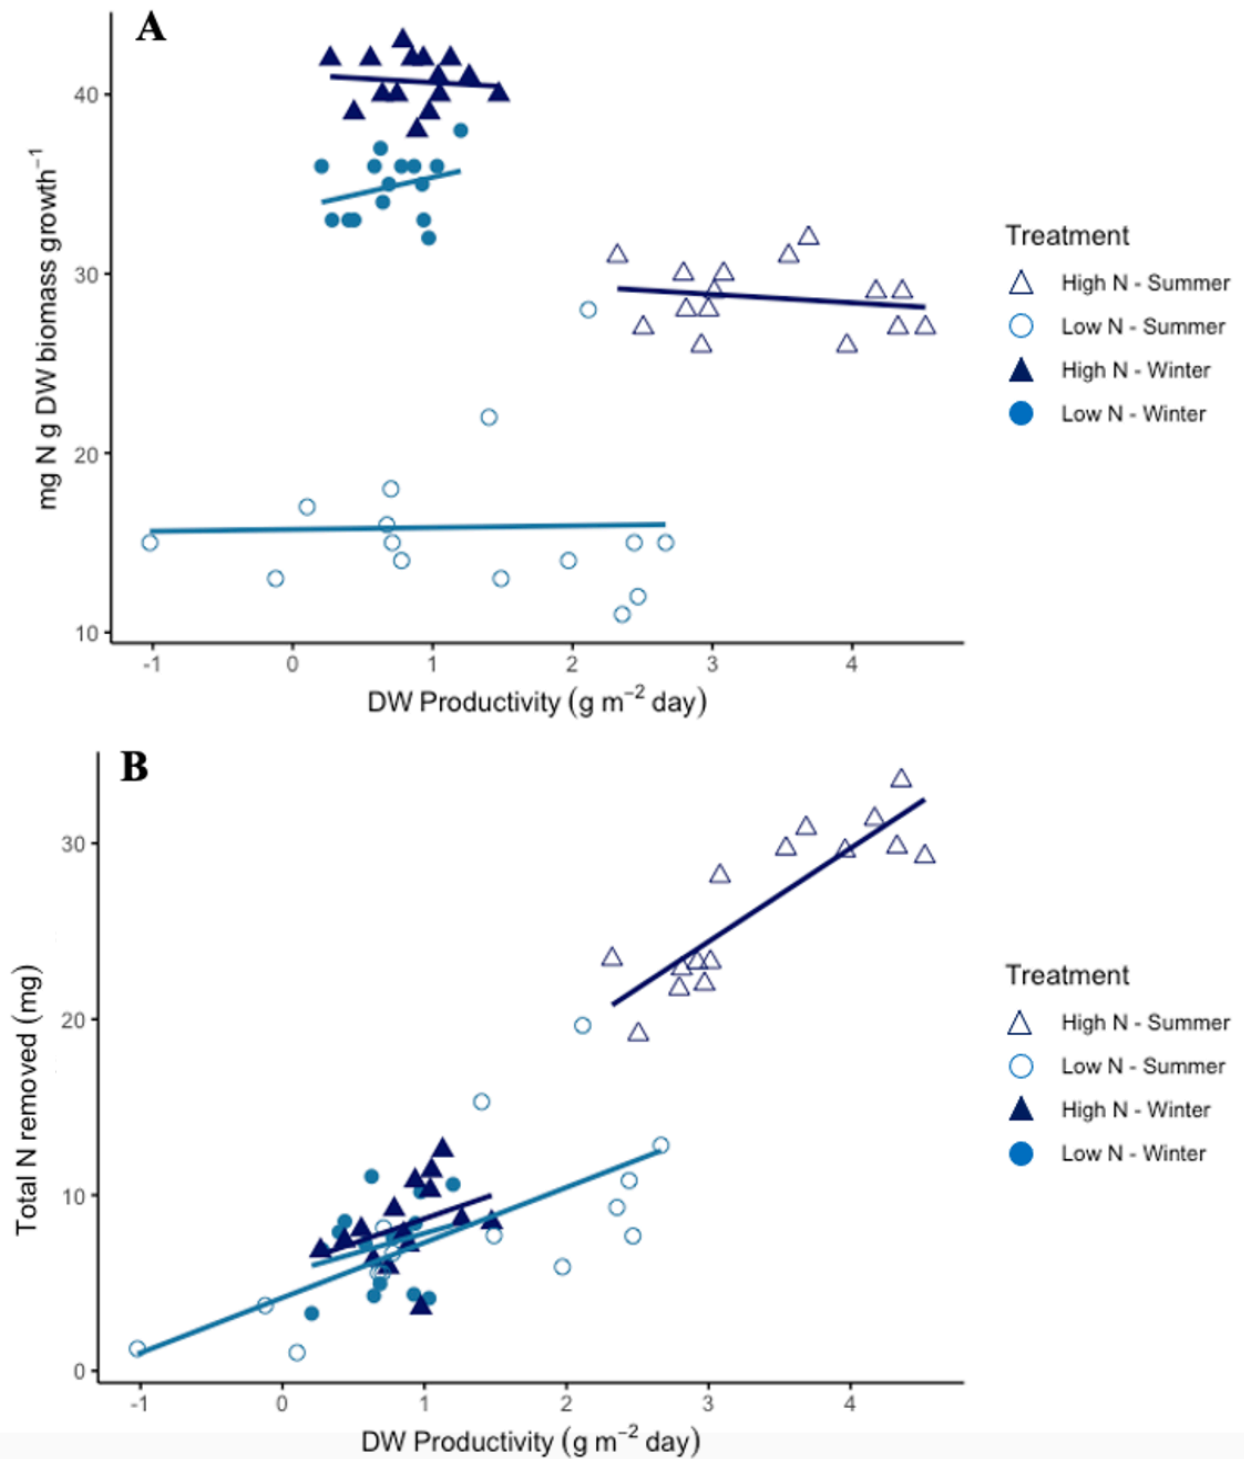 A
40
30
20
10
mg N g DW biomass growth⁻¹
-1 0 1 2 3 4
DW Productivity (g m⁻² day)
Treatment
High N - Summer
Low N - Summer
High N - Winter
Low N - Winter
B
30
20
10
0
Total N removed (mg)
-1 0 1 2 3 4
DW Productivity (g m⁻² day)
Treatment
High N - Summer
Low N - Summer
High N - Winter
Low N - Winter